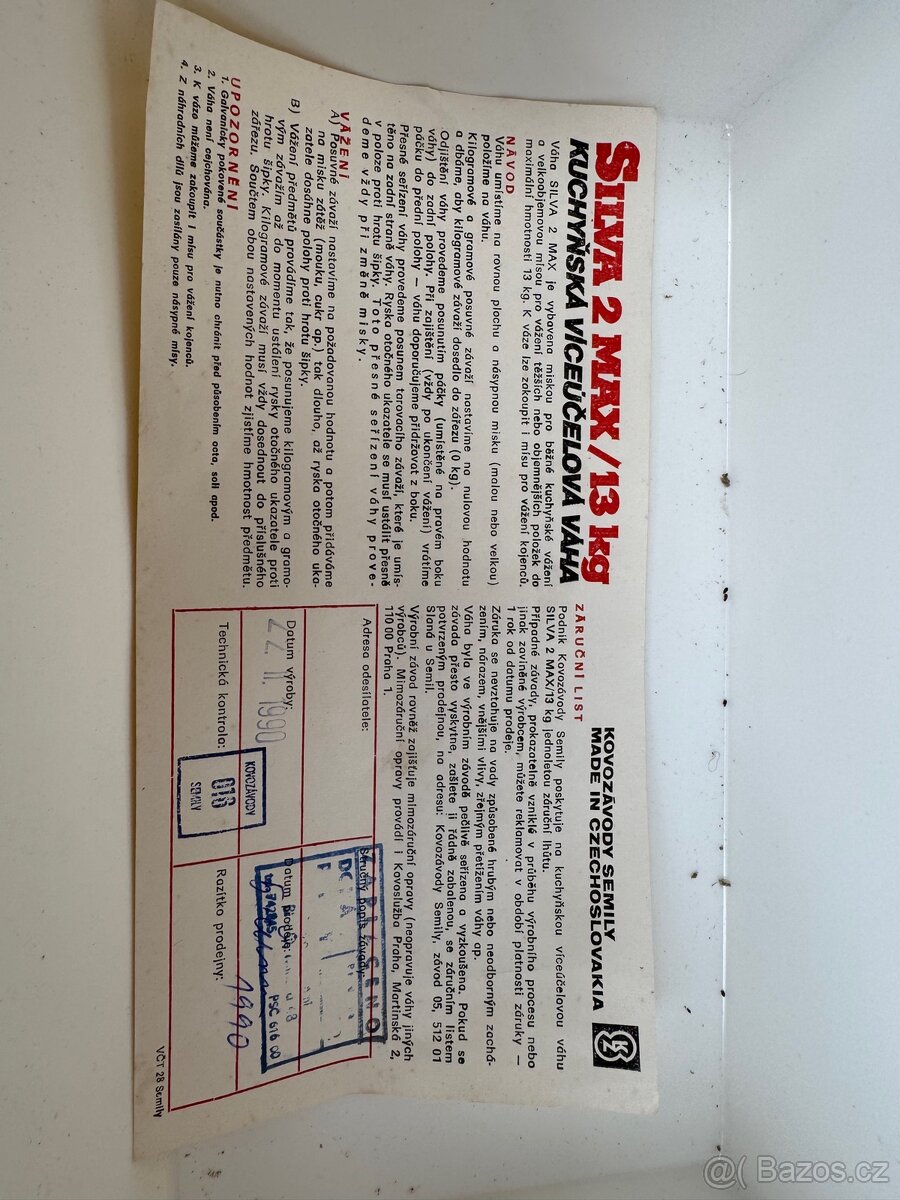 SILVA 2 MAX/13 kg
KUCHYŇSKÁ VÍCEÚČELOVÁ VÁHA
Váha SILVA 2 MAX je vybavena miskou pro běžné kuchyňské vážení
a velkoobjemovou mísou pro vážení těžších nebo objemnějších položek do
maximální hmotnosti 13 kg. K váze lze zakoupit i mísu pro vážení kojenců.
NÁVOD
Váhu umístíme na rovnou plochu a násypnou misku (malou nebo velkou)
položíme na váhu.
Kilogramové a gramové posuvné závaží nastavíme na nulovou hodnotu
a dbáme, aby kilogramové závaží dosedlo do zářezu (0 kg).
Odjištění váhy provedeme posunutím páčky (umístěné na pravém boku
váhy) do zadní polohy. Při zajištění (vždy po ukončení vážení) vrátíme
páčku do přední polohy — váhu doporučujeme přidržovat z boku.
Přesné seřízení váhy provedeme posunem tarovacího závaží, které je umís-
těno na zadní straně váhy. Ryska otočného ukazatele se musí ustálit přesně
v poloze proti hrotu šipky. Toto přesné seřízení váhy prove-
deme vždy při změně misky.
VÁŽENÍ
A) Posuvné závaží nastavíme na požadovanou hodnotu a potom přidáváme
na misku zátěž (mouku, cukr ap.) tak dlouho, až ryska otočného uka-
zatele dosáhne polohy proti hrotu šipky.
B) Vážení předmětů provádíme tak, že posunujeme kilogramovým a gramo-
vým závažím až do momentu ustálení rysky otočného ukazatele proti
hrotu šipky. Kilogramové závaží musí vždy dosednout do příslušného
zářezu. Součtem obou nastavených hodnot zjistíme hmotnost předmětu.
UPOZORNĚNÍ
1. Galvanicky pokovené součástky je nutno chránit před působením octa, soli apod.
2. Váha není cejchována.
3. K váze můžeme zakoupit i mísu pro vážení kojenců.
4. Z náhradních dílů jsou zasílány pouze násypné mísy.
KOVOZÁVODY SEMILY
MADE IN CZECHOSLOVAKIA
ZÁRUČNÍ LIST
Podnik Kovozávody Semily poskytuje na kuchyňskou víceúčelovou váhu
SILVA 2 MAX/13 kg jednoletou záruční lhůtu.
Případné závady, prokazatelně vzniklé v průběhu výrobního procesu nebo
jinak zaviněné výrobcem, můžete reklamovat v období platnosti záruky —
1 rok od datumu prodeje.
Záruka se nevztahuje na vady způsobené hrubým nebo neodborným zachá-
zením, nárazem, vnějšími vlivy, zřejmým přetížením váhy ap.
Váha byla ve výrobním závodě pečlivě seřízena a vyzkoušena. Pokud se
závada přesto vyskytne, zašlete ji řádně zabalenou, se záručním listem
potvrzeným prodejnou, na adresu: Kovozávody Semily, závod 05, 512 01
Slaná u Semil.
Výrobní závod rovněž zajišťuje mimozáruční opravy (neopravuje váhy jiných
výrobců). Mimozáruční opravy provádí i Kovoslužba Praha, Martinská 2,
110 00 Praha 1.
Adresa odesílatele:
Stručný popis závady:
Datum výroby:
22. 11. 1990
Datum prodeje:
PSČ 616 00
Technická kontrola:
KOVOZÁVODY
016
SEMILY
Razítko prodejny:
1990
VČT 28 Semily
@( Bazos.cz